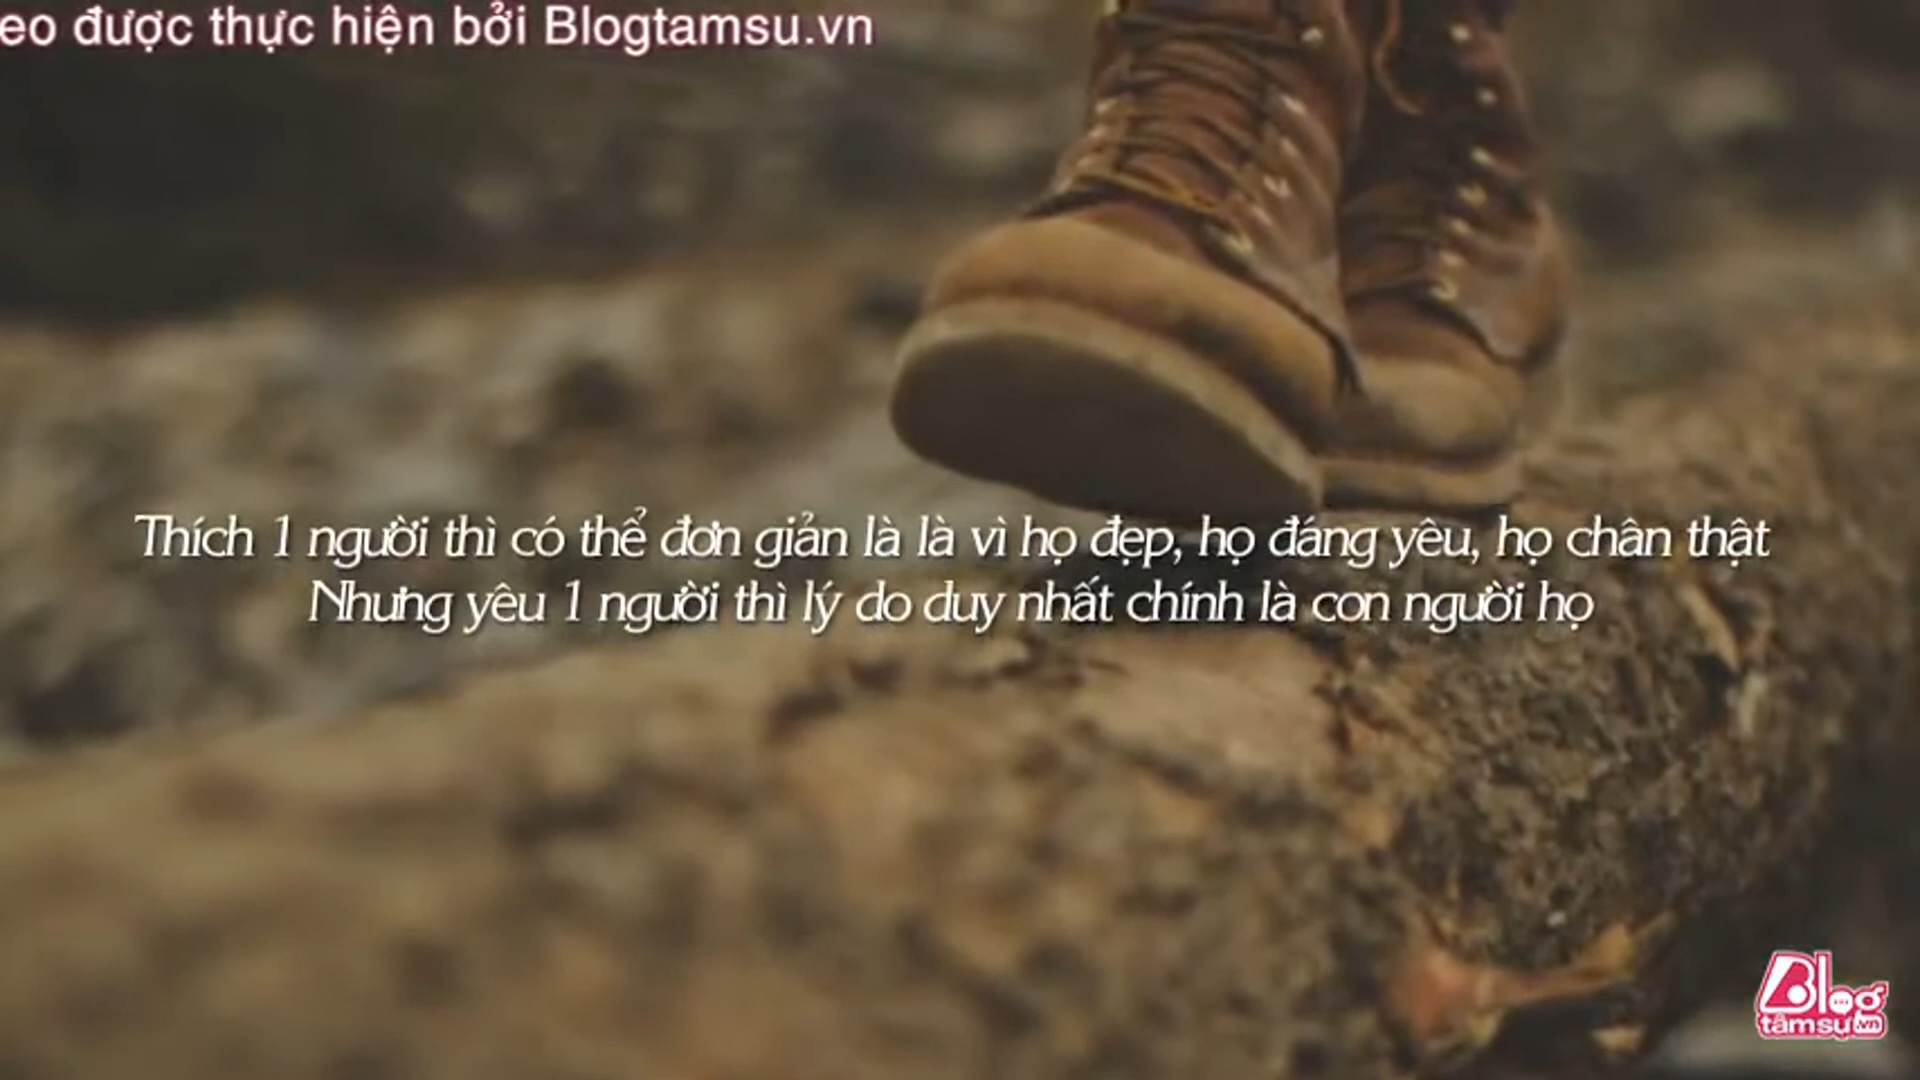 eo được thực hiện bởi Blogtamsu.vn
Thích 1 người thì có thể đơn giản là là vì họ đẹp, họ đáng yêu, họ chân thật
Nhưng yêu 1 người thì lý do duy nhất chính là con người họ
Blog
tâmsự.vn